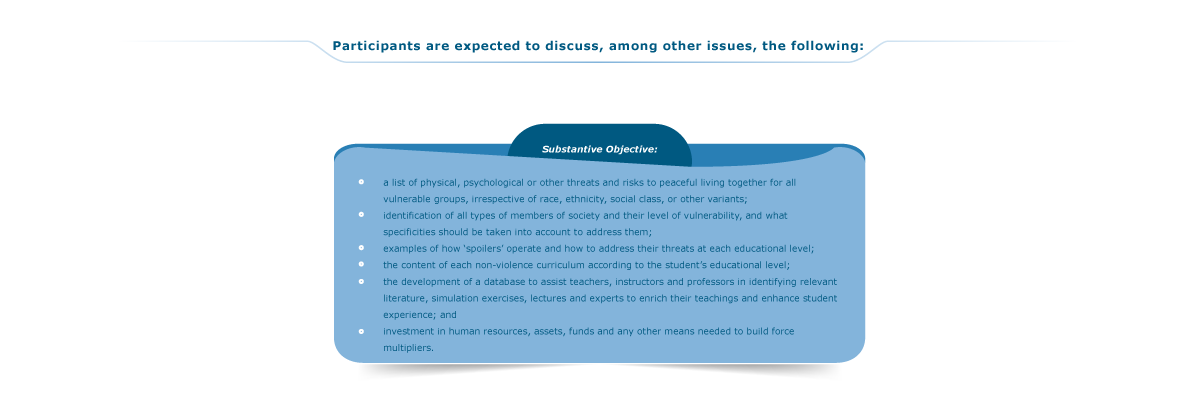 Participants are expected to discuss, among other issues, the following:
Substantive Objective:
a list of physical, psychological or other threats and risks to peaceful living together for all
vulnerable groups, irrespective of race, ethnicity, social class, or other variants;
identification of all types of members of society and their level of vulnerability, and what
specificities should be taken into account to address them;
examples of how ‘spoilers’ operate and how to address their threats at each educational level;
the content of each non-violence curriculum according to the student’s educational level;
the development of a database to assist teachers, instructors and professors in identifying relevant
literature, simulation exercises, lectures and experts to enrich their teachings and enhance student
experience; and
investment in human resources, assets, funds and any other means needed to build force
multipliers.